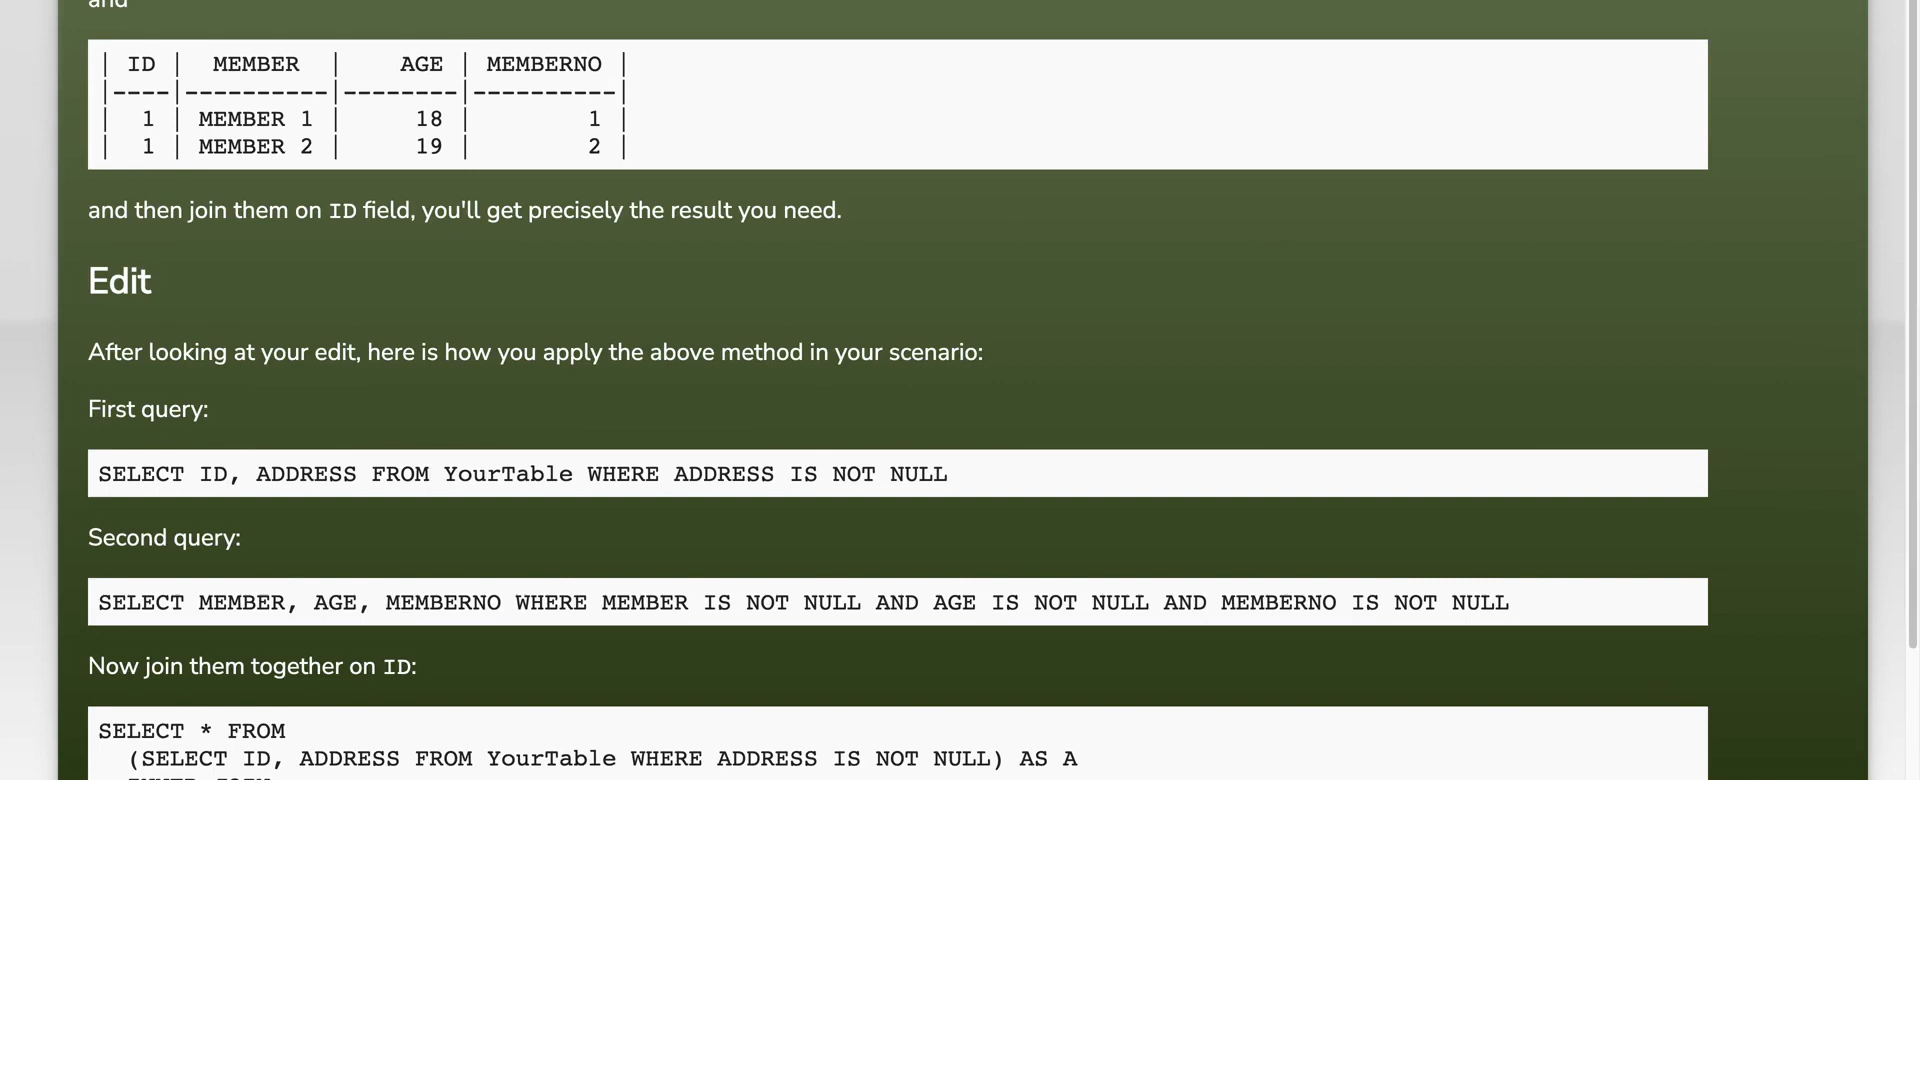 and
| ID |  MEMBER  |    AGE | MEMBERNO |
|----|----------|--------|----------|
|  1 | MEMBER 1 |     18 |        1 |
|  1 | MEMBER 2 |     19 |        2 |
and then join them on ID field, you'll get precisely the result you need.
Edit
After looking at your edit, here is how you apply the above method in your scenario:
First query:
SELECT ID, ADDRESS FROM YourTable WHERE ADDRESS IS NOT NULL
Second query:
SELECT MEMBER, AGE, MEMBERNO WHERE MEMBER IS NOT NULL AND AGE IS NOT NULL AND MEMBERNO IS NOT NULL
Now join them together on ID:
SELECT * FROM
  (SELECT ID, ADDRESS FROM YourTable WHERE ADDRESS IS NOT NULL) AS A